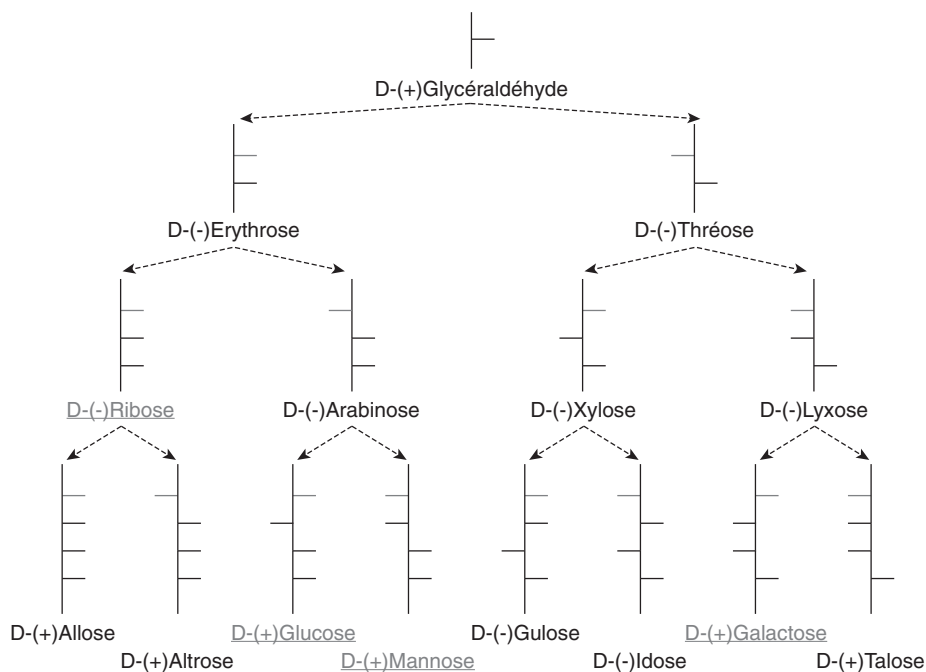 D-(+)Glycéraldéhyde
D-(-)Erythrose
D-(-)Thréose
D-(-)Ribose
D-(-)Arabinose
D-(-)Xylose
D-(-)Lyxose
D-(+)Allose
D-(+)Glucose
D-(-)Gulose
D-(+)Galactose
D-(+)Altrose
D-(+)Mannose
D-(-)Idose
D-(+)Talose